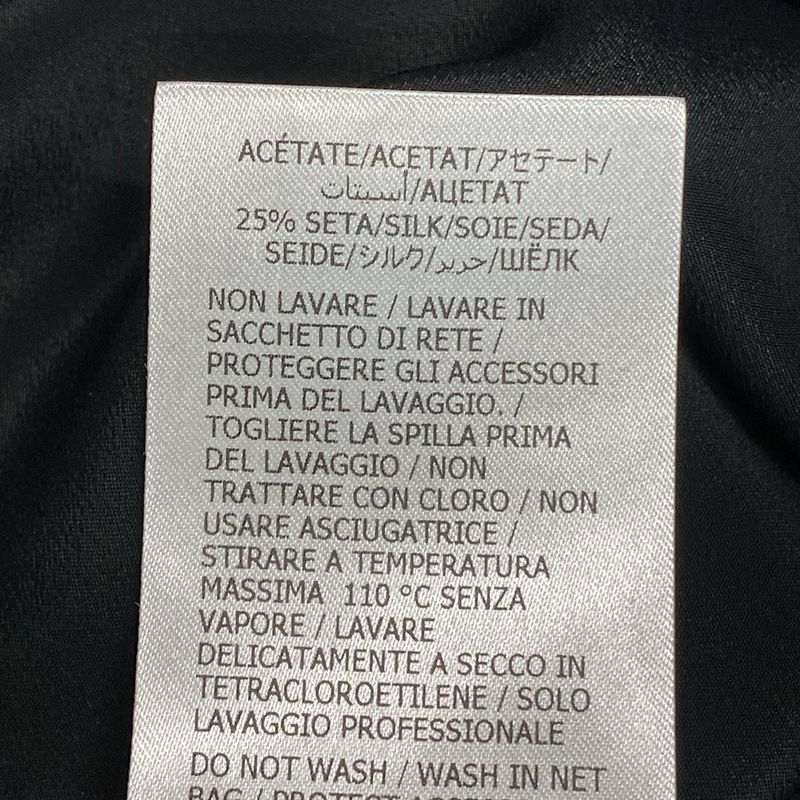 ACÉTATE/ACETAT/アセテート/
أسيتات/АЦЕТАТ
25% SETA/SILK/SOIE/SEDA/
SEIDE/シルク/حرير/ШЁЛК
NON LAVARE / LAVARE IN
SACCHETTO DI RETE /
PROTEGGERE GLI ACCESSORI
PRIMA DEL LAVAGGIO. /
TOGLIERE LA SPILLA PRIMA
DEL LAVAGGIO / NON
TRATTARE CON CLORO / NON
USARE ASCIUGATRICE /
STIRARE A TEMPERATURA
MASSIMA 110 °C SENZA
VAPORE / LAVARE
DELICATAMENTE A SECCO IN
TETRACLOROETILENE / SOLO
LAVAGGIO PROFESSIONALE
DO NOT WASH / WASH IN NET
BAG / PROTECT